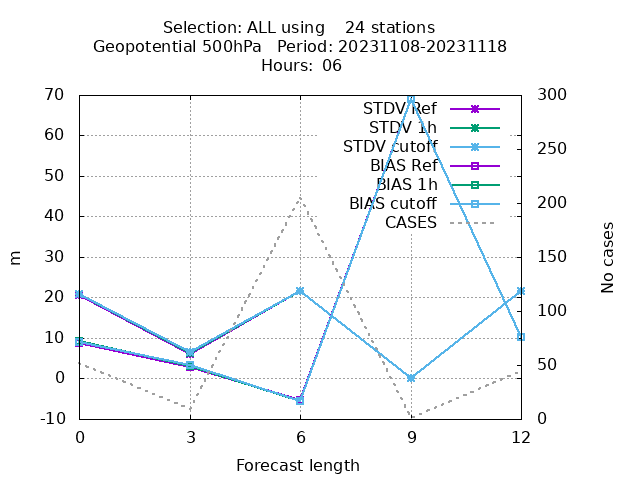 Selection: ALL using    24 stations
Geopotential 500hPa   Period: 20231108-20231118
Hours: 06
70
60
50
40
30
20
10
0
-10
m
300
250
200
150
100
50
0
No cases
STDV Ref
STDV 1h
STDV cutoff
BIAS Ref
BIAS 1h
BIAS cutoff
CASES
0 3 6 9 12
Forecast length